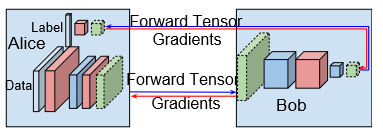 Label
Forward Tensor
Gradients
Alice
Data
Forward Tensor
Gradients
Bob